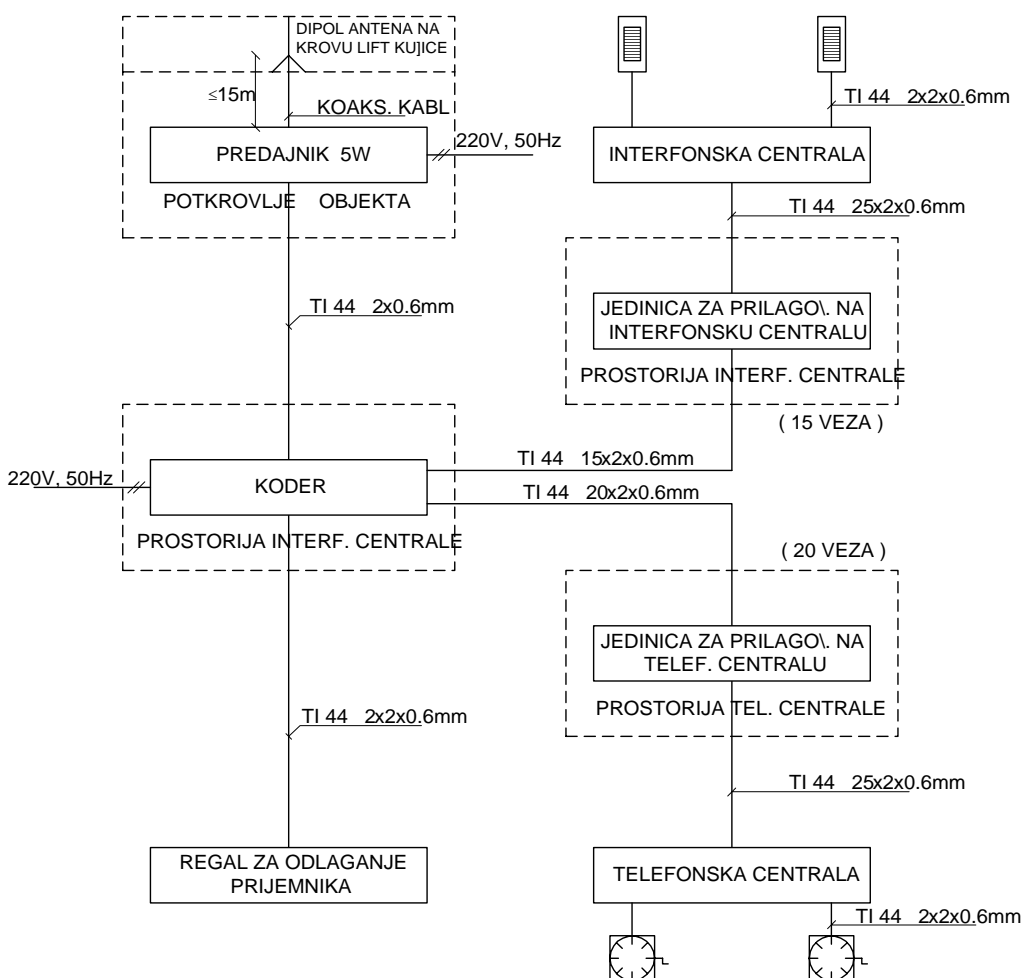 DIPOL ANTENA NA
KROVU LIFT KU]ICE
≤15m
KOAKS. KABL
PREDAJNIK 5W
220V, 50Hz
POTKROVLJE OBJEKTA
TI 44 2x0.6mm
220V, 50Hz
KODER
PROSTORIJA INTERF. CENTRALE
TI 44 2x2x0.6mm
REGAL ZA ODLAGANJE
PRIJEMNIKA
TI 44 2x2x0.6mm
INTERFONSKA CENTRALA
TI 44 25x2x0.6mm
JEDINICA ZA PRILAGO\. NA
INTERFONSKU CENTRALU
PROSTORIJA INTERF. CENTRALE
( 15 VEZA )
TI 44 15x2x0.6mm
TI 44 20x2x0.6mm
( 20 VEZA )
JEDINICA ZA PRILAGO\. NA
TELEF. CENTRALU
PROSTORIJA TEL. CENTRALE
TI 44 25x2x0.6mm
TELEFONSKA CENTRALA
TI 44 2x2x0.6mm